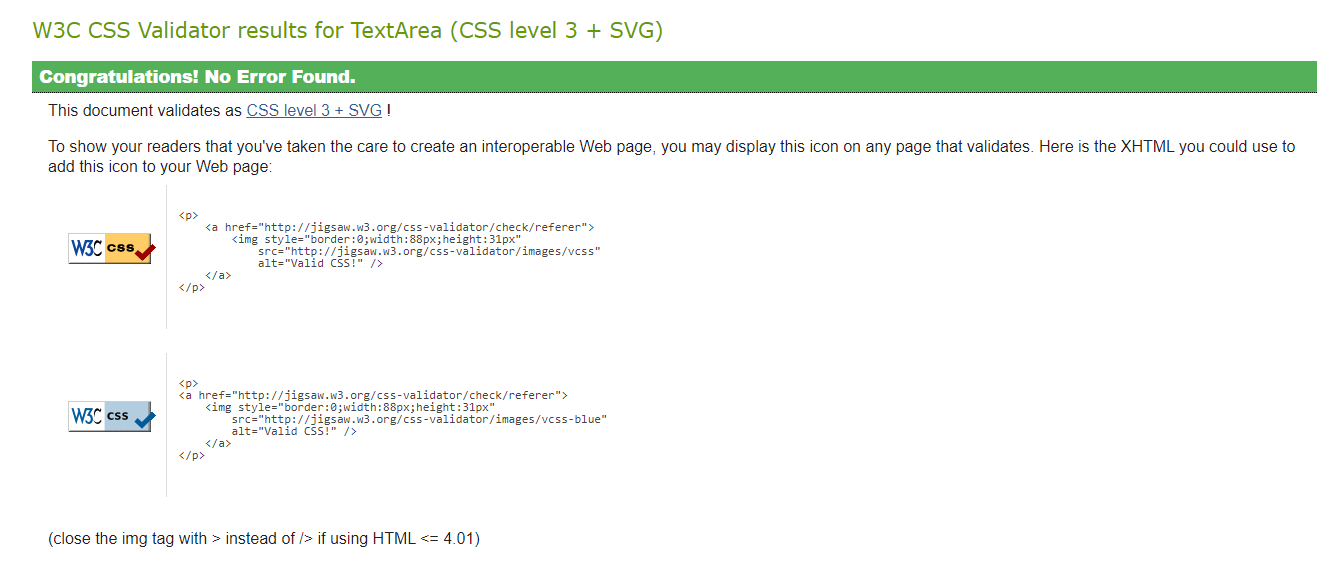 W3C CSS Validator results for TextArea (CSS level 3 + SVG)
Congratulations! No Error Found.
This document validates as CSS level 3 + SVG !
To show your readers that you've taken the care to create an interoperable Web page, you may display this icon on any page that validates. Here is the XHTML you could use to
add this icon to your Web page:
W3C css
<p>
<a href="http://jigsaw.w3.org/css-validator/check/referer">
<img style="border:0;width:88px;height:31px"
src="http://jigsaw.w3.org/css-validator/images/vcss"
alt="Valid CSS!" />
</a>
</p>
W3C css
<p>
<a href="http://jigsaw.w3.org/css-validator/check/referer">
<img style="border:0;width:88px;height:31px"
src="http://jigsaw.w3.org/css-validator/images/vcss-blue"
alt="Valid CSS!" />
</a>
</p>
(close the img tag with > instead of /> if using HTML <= 4.01)